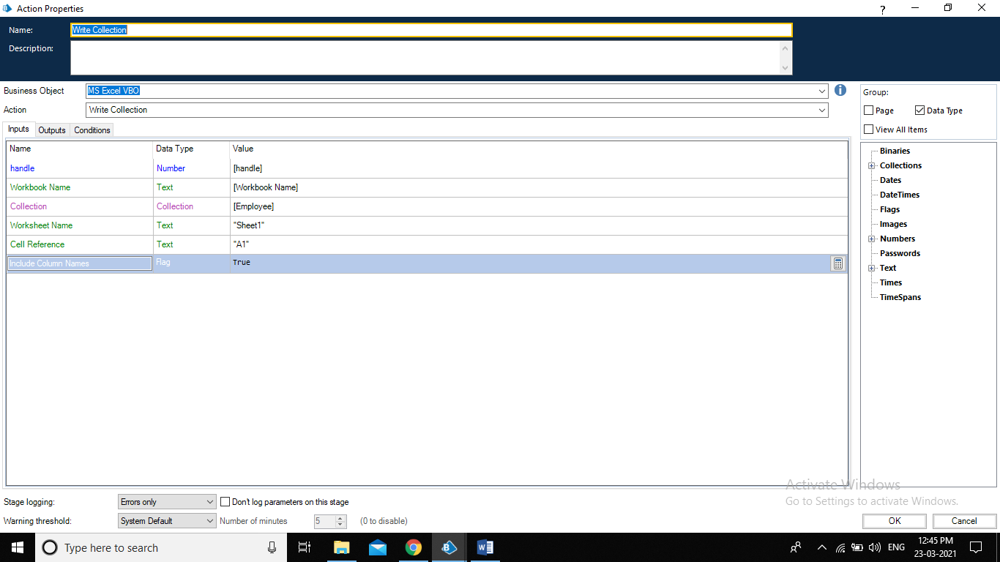 Action Properties
?
Name: Write Collection
Description:
Business Object MS Excel VBO
Action Write Collection
Inputs Outputs Conditions
Name Data Type Value
handle Number [handle]
Workbook Name Text [Workbook Name]
Collection Collection [Employee]
Worksheet Name Text "Sheet1"
Cell Reference Text "A1"
Include Column Names Flag True
Group:
Page Data Type
View All Items
Binaries
Collections
Dates
DateTimes
Flags
Images
Numbers
Passwords
Text
Times
TimeSpans
Activate Windows
Go to Settings to activate Windows.
Stage logging: Errors only Don't log parameters on this stage
Warning threshold: System Default Number of minutes 5 (0 to disable)
OK Cancel
Type here to search
ENG
12:45 PM
23-03-2021